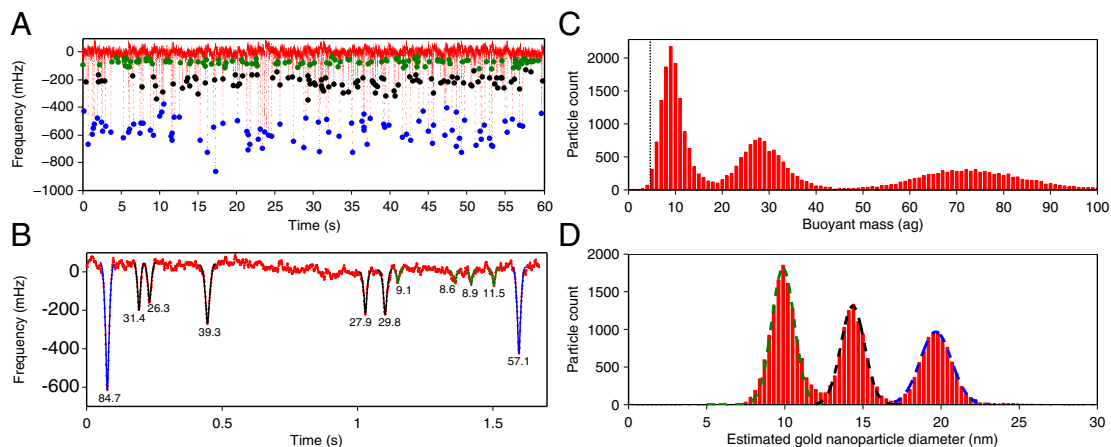 A
Frequency (mHz)
0
−200
−400
−600
−800
−1000
0 5 10 15 20 25 30 35 40 45 50 55 60
Time (s)
B
Frequency (mHz)
0
-200
-400
-600
84.7
31.4
26.3
39.3
27.9
29.8
9.1
8.6
8.9
11.5
57.1
0 0.5 1 1.5
Time (s)
C
Particle count
2000
1500
1000
500
0
0 10 20 30 40 50 60 70 80 90 100
Buoyant mass (ag)
D
Particle count
2000
1500
1000
500
0
0 5 10 15 20 25 30
Estimated gold nanoparticle diameter (nm)